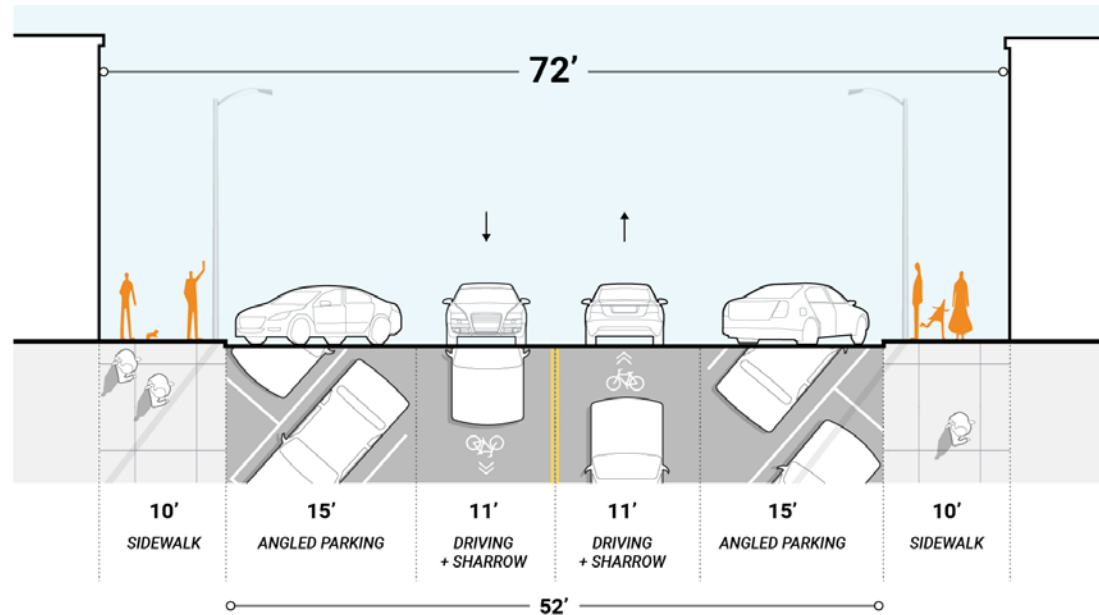 72’
10’
SIDEWALK
15’
ANGLED PARKING
11’
DRIVING
+ SHARROW
11’
DRIVING
+ SHARROW
15’
ANGLED PARKING
10’
SIDEWALK
52’